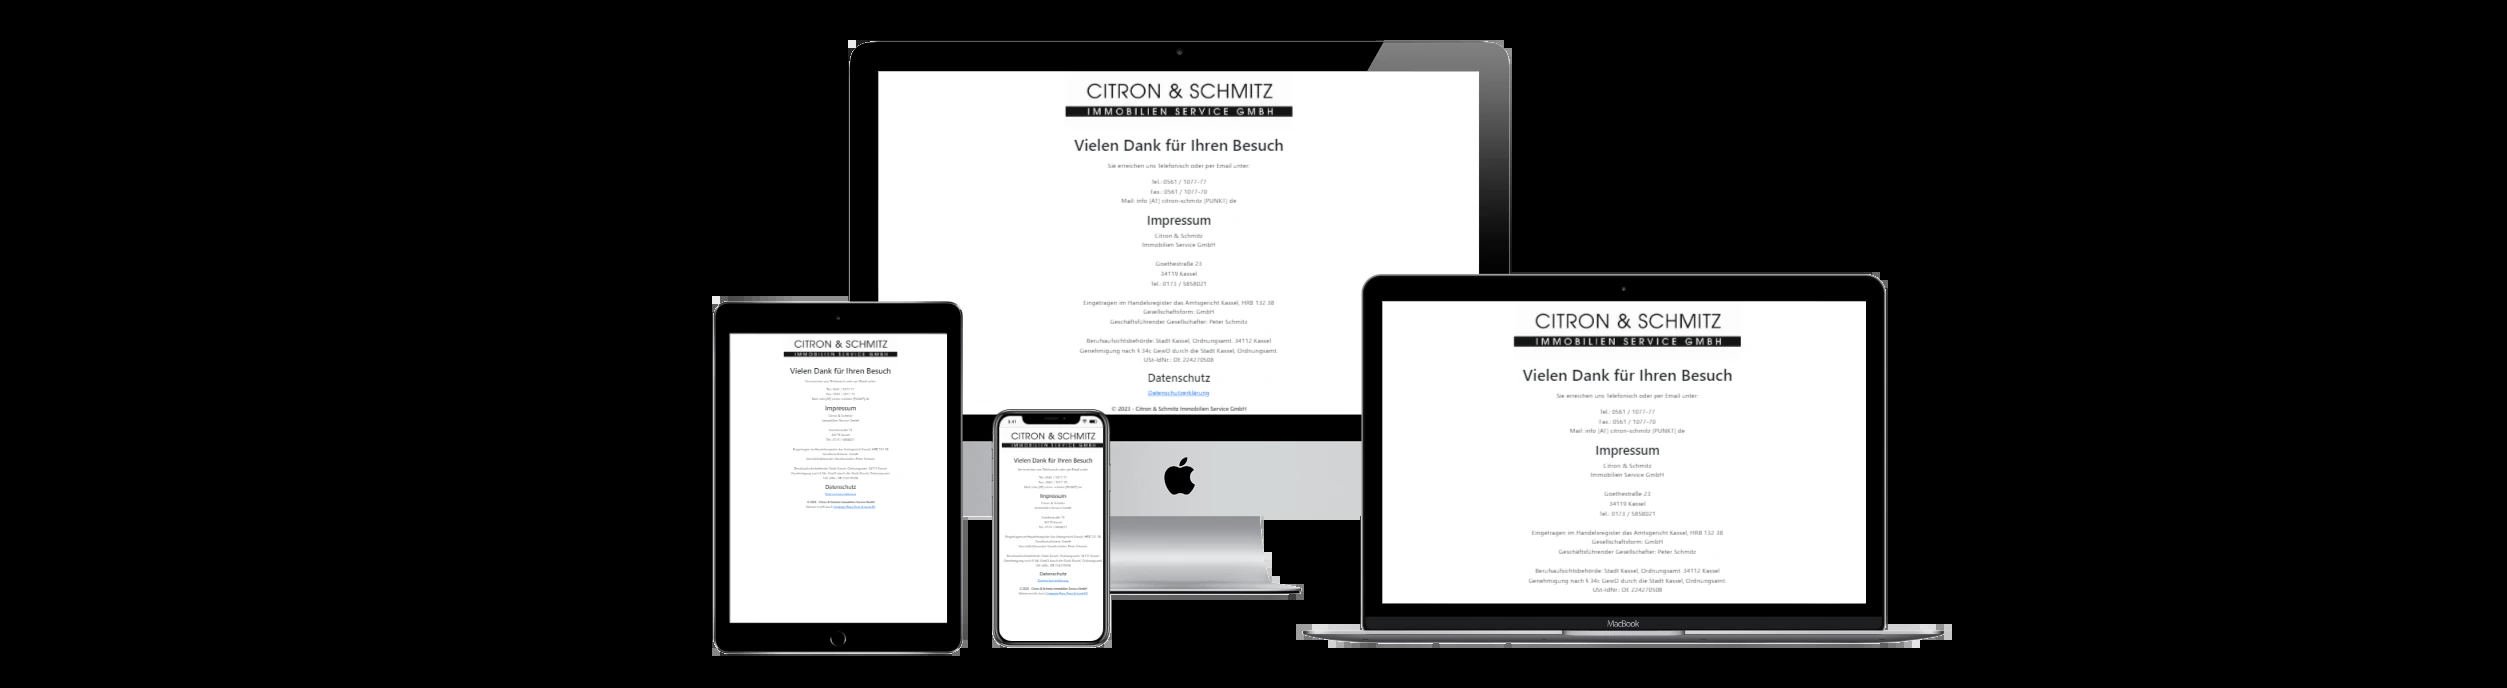 CITRON & SCHMITZ
IMMOBILIEN SERVICE GMBH
Vielen Dank für Ihren Besuch
Sie erreichen uns Telefonisch oder per Email unter:
Tel.: 0561 / 1077-77
Fax.: 0561 / 1077-70
Mail: info [AT] citron-schmitz [PUNKT] de
Impressum
Citron & Schmitz
Immobilien Service GmbH
Goethestraße 23
34119 Kassel
Tel.: 0173 / 5858021
Eingetragen im Handelsregister das Amtsgericht Kassel, HRB 132 38
Gesellschaftsform: GmbH
Geschäftsführender Gesellschafter: Peter Schmitz
Berufsaufsichtsbehörde: Stadt Kassel, Ordnungsamt. 34112 Kassel
Genehmigung nach § 34c GewO durch die Stadt Kassel, Ordnungsamt.
USt-IdNr.: DE 224270508
Datenschutz
Datenschutzerklärung
© 2023 - Citron & Schmitz Immobilien Service GmbH
CITRON & SCHMITZ
IMMOBILIEN SERVICE GMBH
Vielen Dank für Ihren Besuch
Impressum
Datenschutz
9:41
CITRON & SCHMITZ
IMMOBILIEN SERVICE GMBH
Vielen Dank für Ihren Besuch
Impressum
Datenschutz
CITRON & SCHMITZ
IMMOBILIEN SERVICE GMBH
Vielen Dank für Ihren Besuch
Sie erreichen uns Telefonisch oder per Email unter:
Tel.: 0561 / 1077-77
Fax.: 0561 / 1077-70
Mail: info [AT] citron-schmitz [PUNKT] de
Impressum
Citron & Schmitz
Immobilien Service GmbH
Goethestraße 23
34119 Kassel
Tel.: 0173 / 5858021
Eingetragen im Handelsregister das Amtsgericht Kassel, HRB 132 38
Gesellschaftsform: GmbH
Geschäftsführender Gesellschafter: Peter Schmitz
Berufsaufsichtsbehörde: Stadt Kassel, Ordnungsamt. 34112 Kassel
Genehmigung nach § 34c GewO durch die Stadt Kassel, Ordnungsamt.
USt-IdNr.: DE 224270508
MacBook